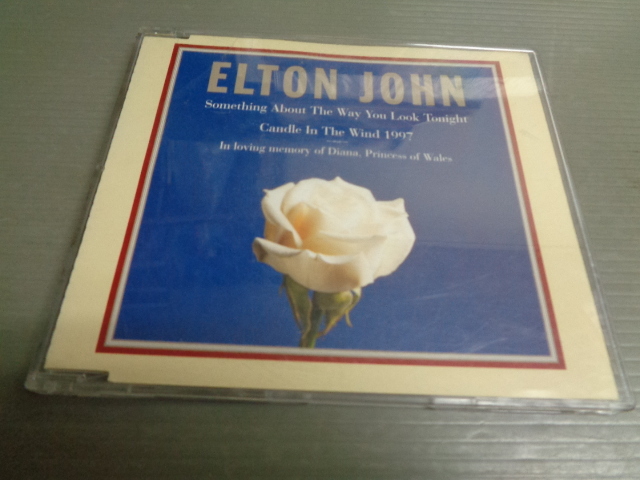 ELTON JOHN
Something About The Way You Look Tonight
Candle In The Wind 1997
In loving memory of Diana, Princess of Wales